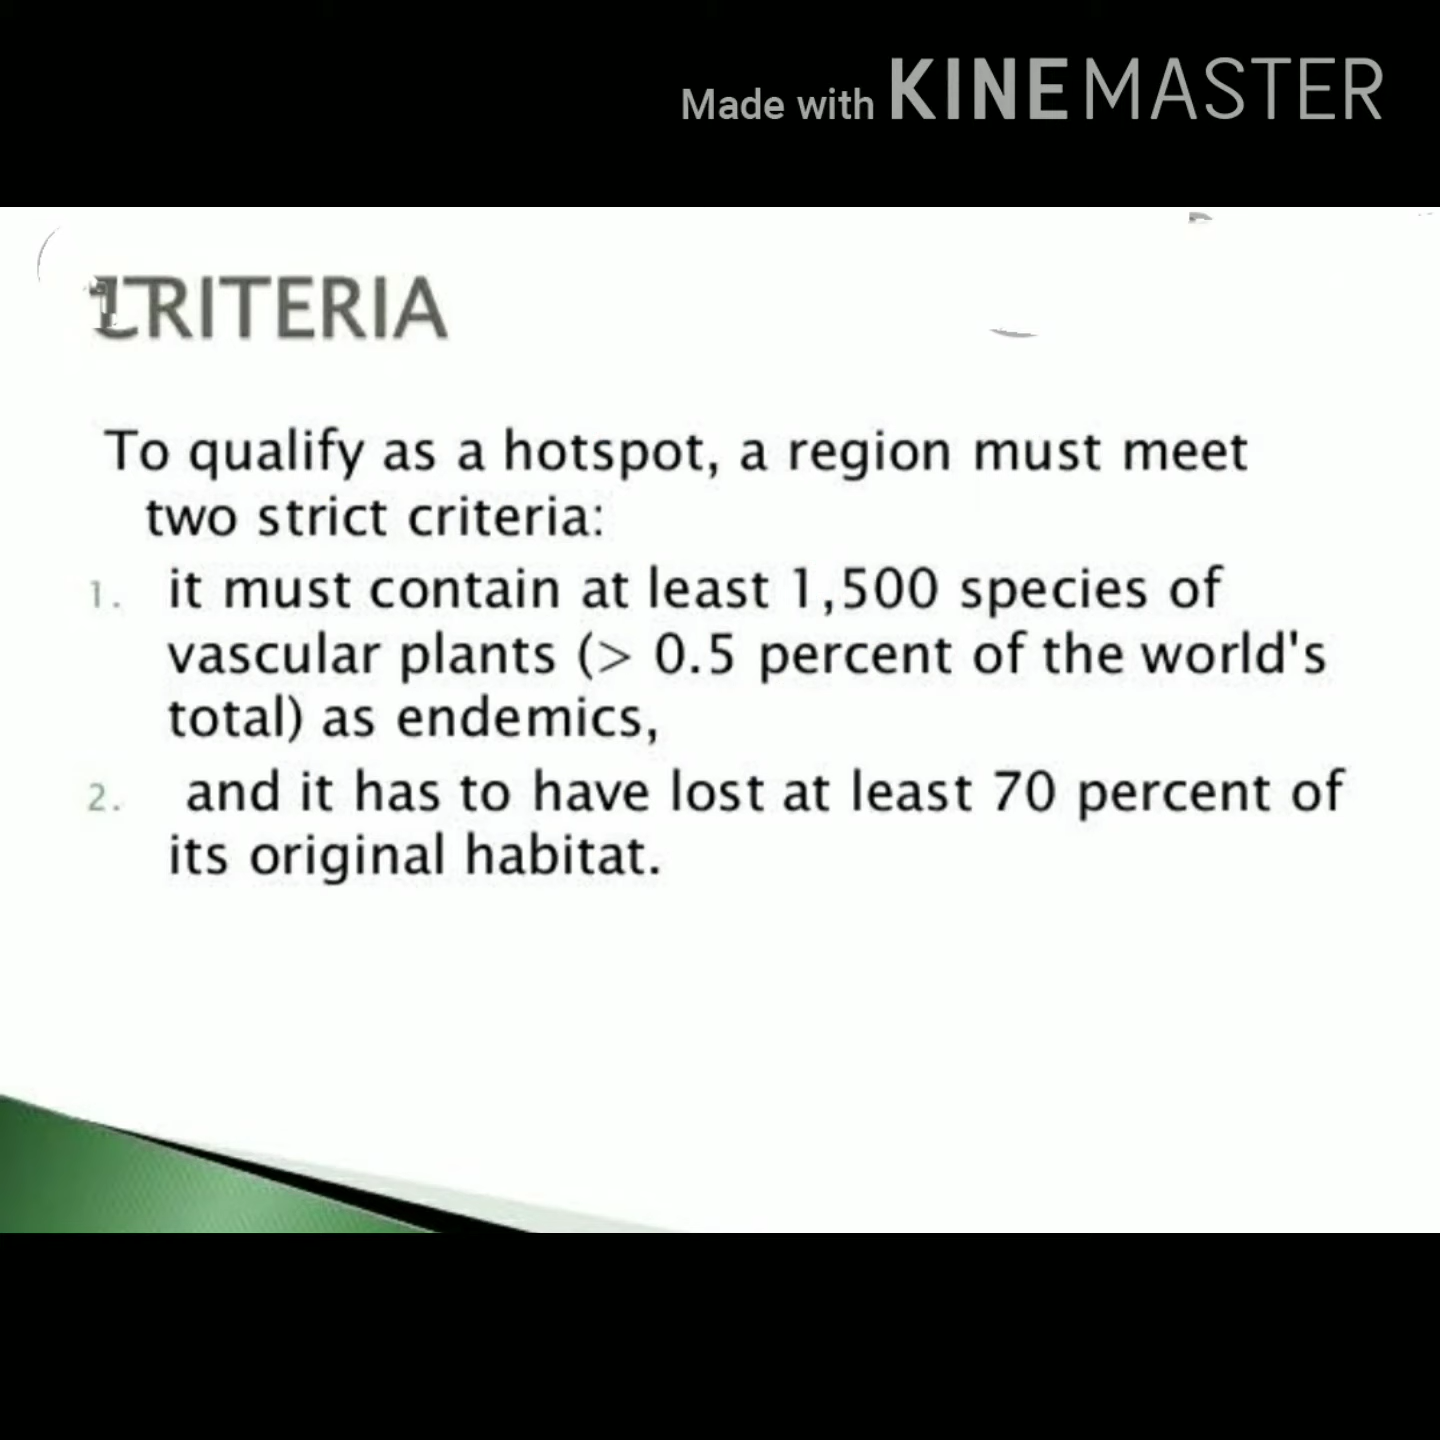 Made with KINEMASTER
CRITERIA
To qualify as a hotspot, a region must meet
two strict criteria:
1. it must contain at least 1,500 species of
vascular plants (> 0.5 percent of the world's
total) as endemics,
2. and it has to have lost at least 70 percent of
its original habitat.